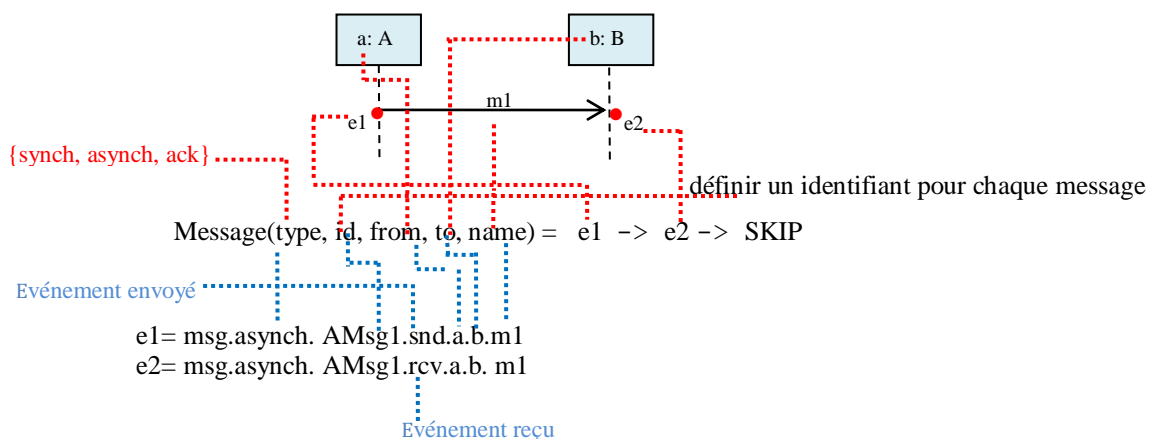 a: A
b: B
m1
e1
e2
{synch, asynch, ack}
définir un identifiant pour chaque message
Message(type, id, from, to, name) = e1 -> e2 -> SKIP
Evénement envoyé
e1= msg.asynch. AMsg1.snd.a.b.m1
e2= msg.asynch. AMsg1.rcv.a.b. m1
Evénement reçu